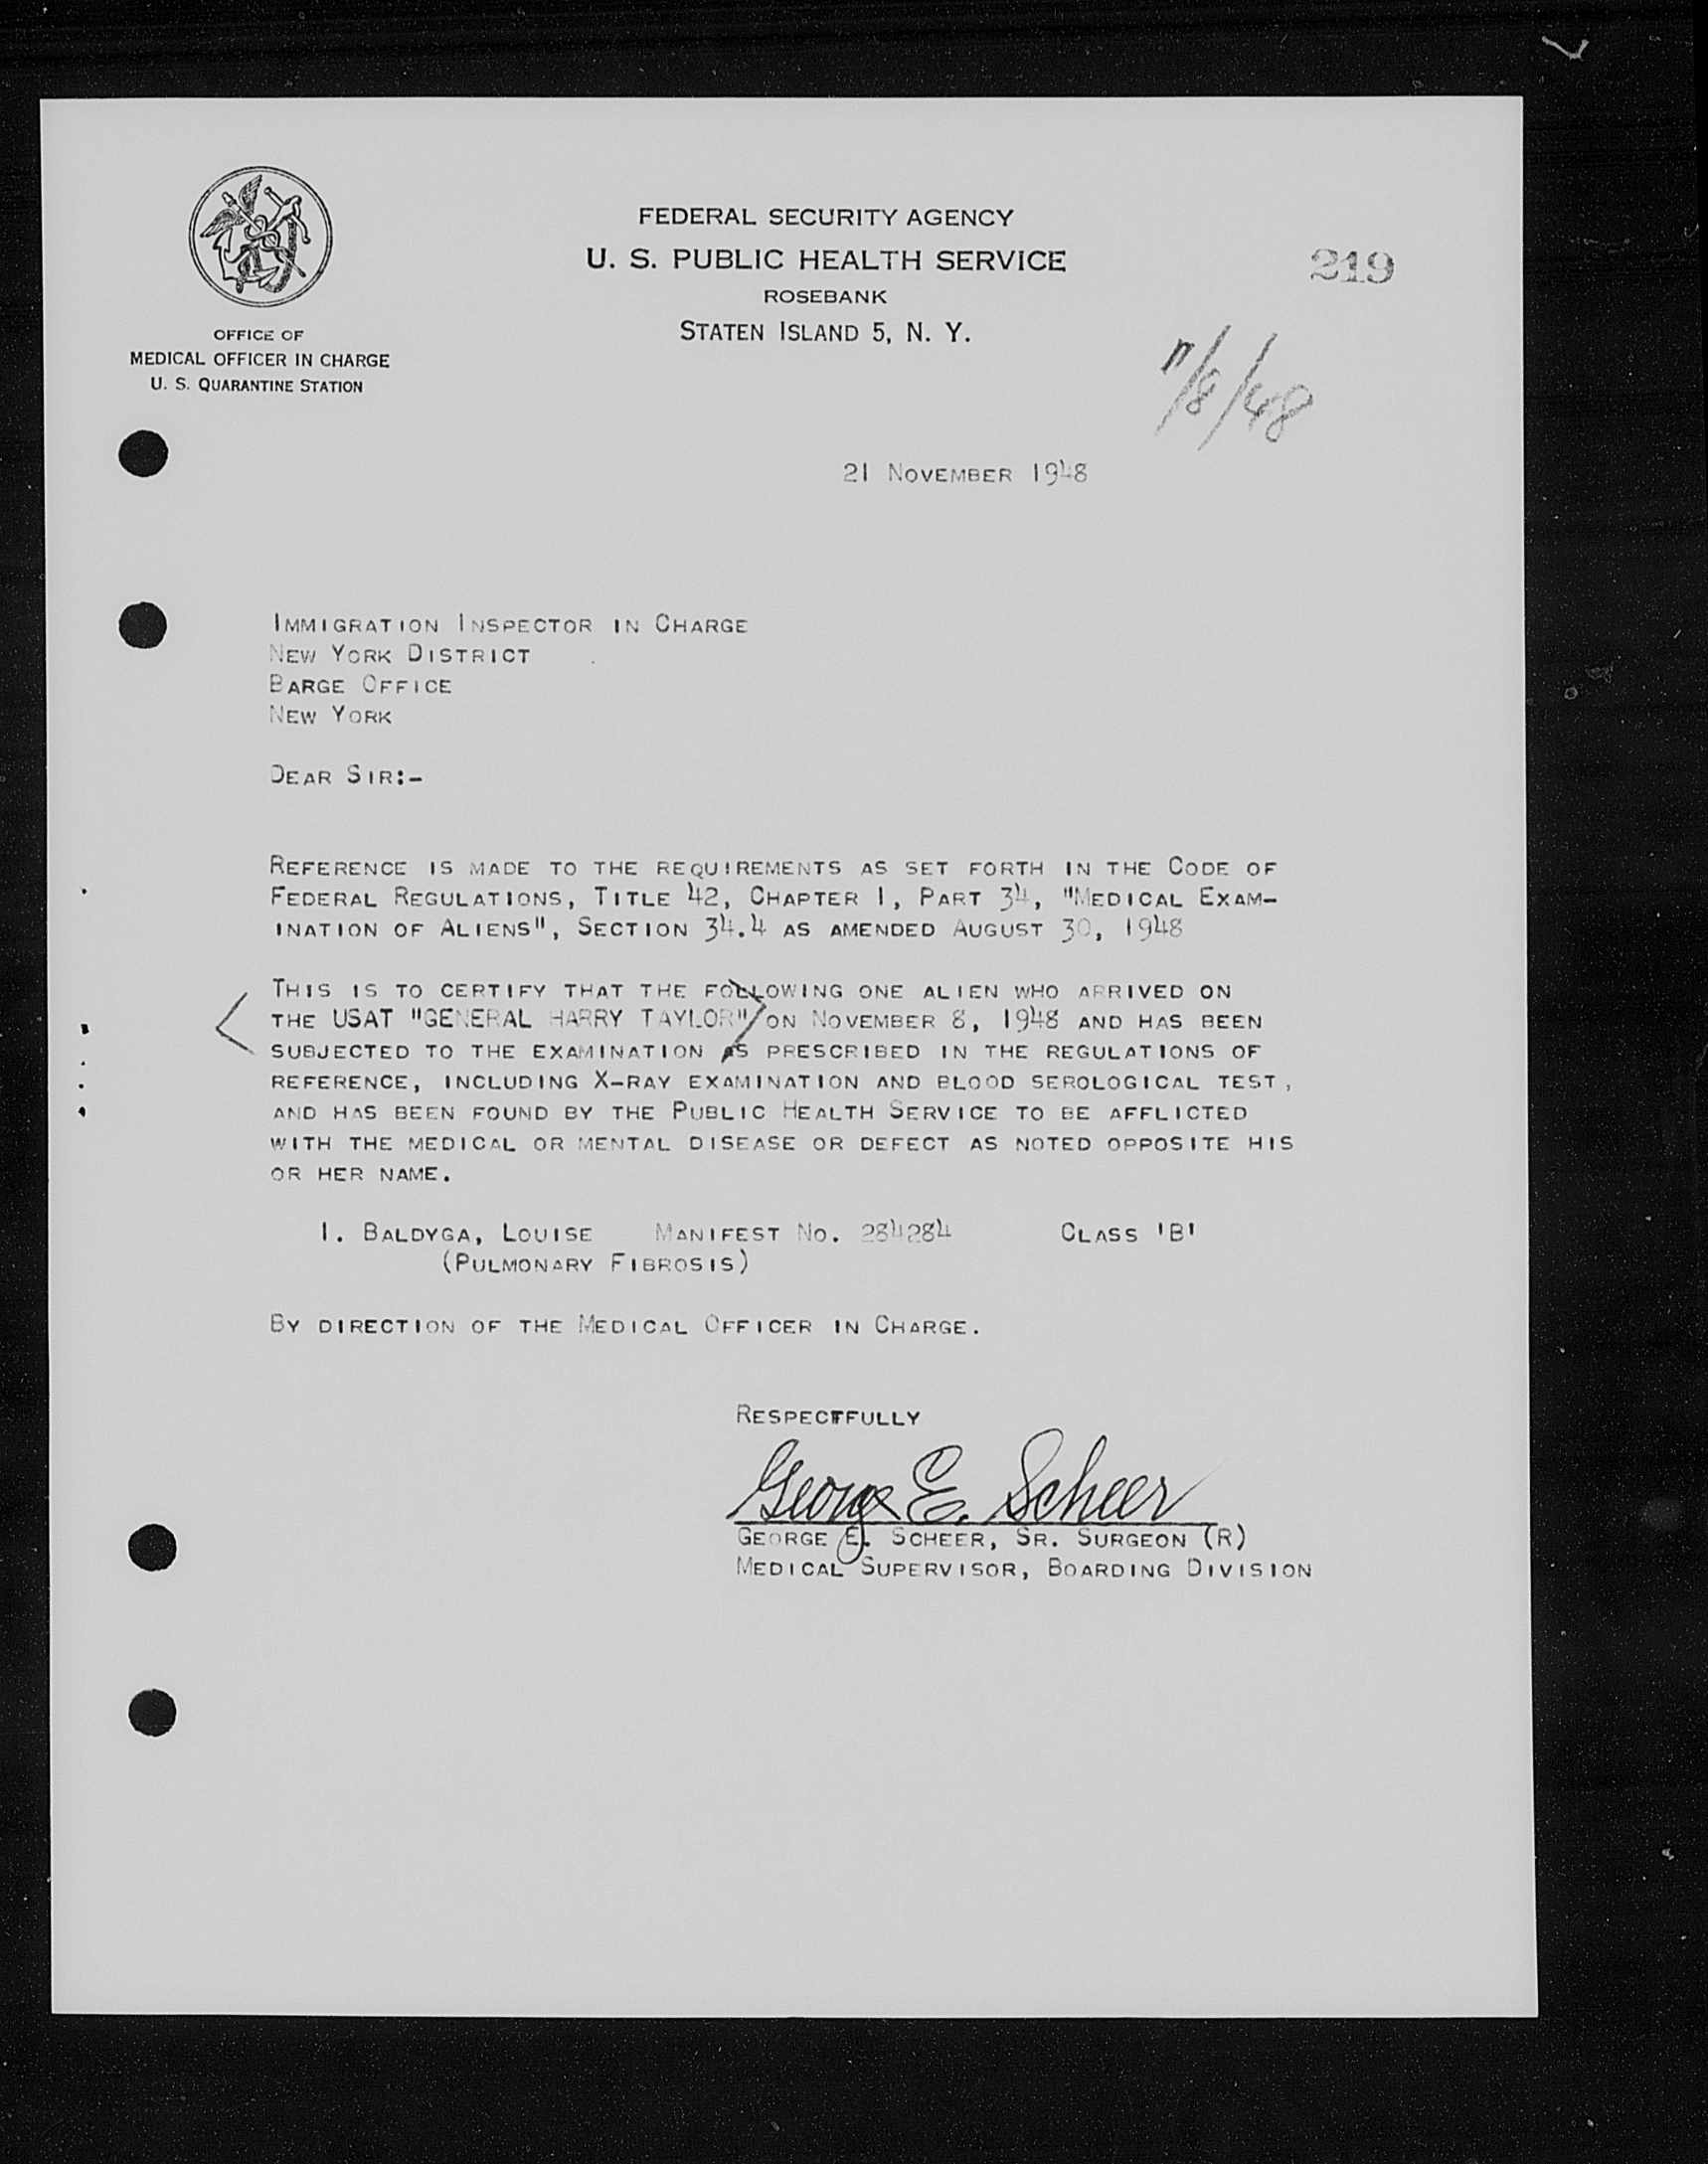 FEDERAL SECURITY AGENCY
U. S. PUBLIC HEALTH SERVICE
ROSEBANK
STATEN ISLAND 5, N. Y.
219
OFFICE OF
MEDICAL OFFICER IN CHARGE
U. S. QUARANTINE STATION
11/8/48
21 NOVEMBER 1948
IMMIGRATION INSPECTOR IN CHARGE
NEW YORK DISTRICT
BARGE OFFICE
NEW YORK
DEAR SIR:-
REFERENCE IS MADE TO THE REQUIREMENTS AS SET FORTH IN THE CODE OF
FEDERAL REGULATIONS, TITLE 42, CHAPTER I, PART 34, "MEDICAL EXAM-
INATION OF ALIENS", SECTION 34.4 AS AMENDED AUGUST 30, 1948
THIS IS TO CERTIFY THAT THE FOLLOWING ONE ALIEN WHO ARRIVED ON
THE USAT "GENERAL HARRY TAYLOR" ON NOVEMBER 8, 1948 AND HAS BEEN
SUBJECTED TO THE EXAMINATION AS PRESCRIBED IN THE REGULATIONS OF
REFERENCE, INCLUDING X-RAY EXAMINATION AND BLOOD SEROLOGICAL TEST,
AND HAS BEEN FOUND BY THE PUBLIC HEALTH SERVICE TO BE AFFLICTED
WITH THE MEDICAL OR MENTAL DISEASE OR DEFECT AS NOTED OPPOSITE HIS
OR HER NAME.
1. BALDYGA, LOUISE MANIFEST NO. 284284 CLASS 'B'
(PULMONARY FIBROSIS)
BY DIRECTION OF THE MEDICAL OFFICER IN CHARGE.
RESPECTFULLY
George E. Scheer
GEORGE E. SCHEER, SR. SURGEON (R)
MEDICAL SUPERVISOR, BOARDING DIVISION